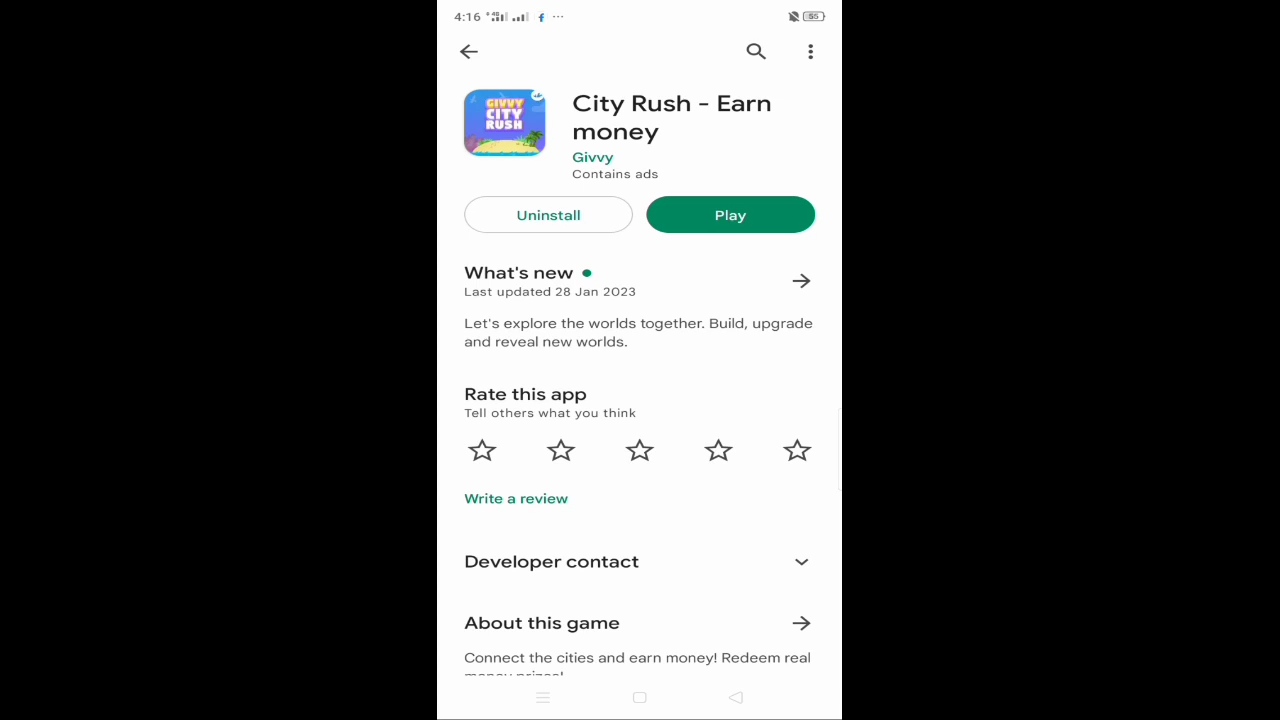 4:16
55
City Rush - Earn
money
GIVVY
CITY
RUSH
Givvy
Contains ads
Uninstall
Play
What's new
Last updated 28 Jan 2023
Let's explore the worlds together. Build, upgrade
and reveal new worlds.
Rate this app
Tell others what you think
Write a review
Developer contact
About this game
Connect the cities and earn money! Redeem real
money prizes!